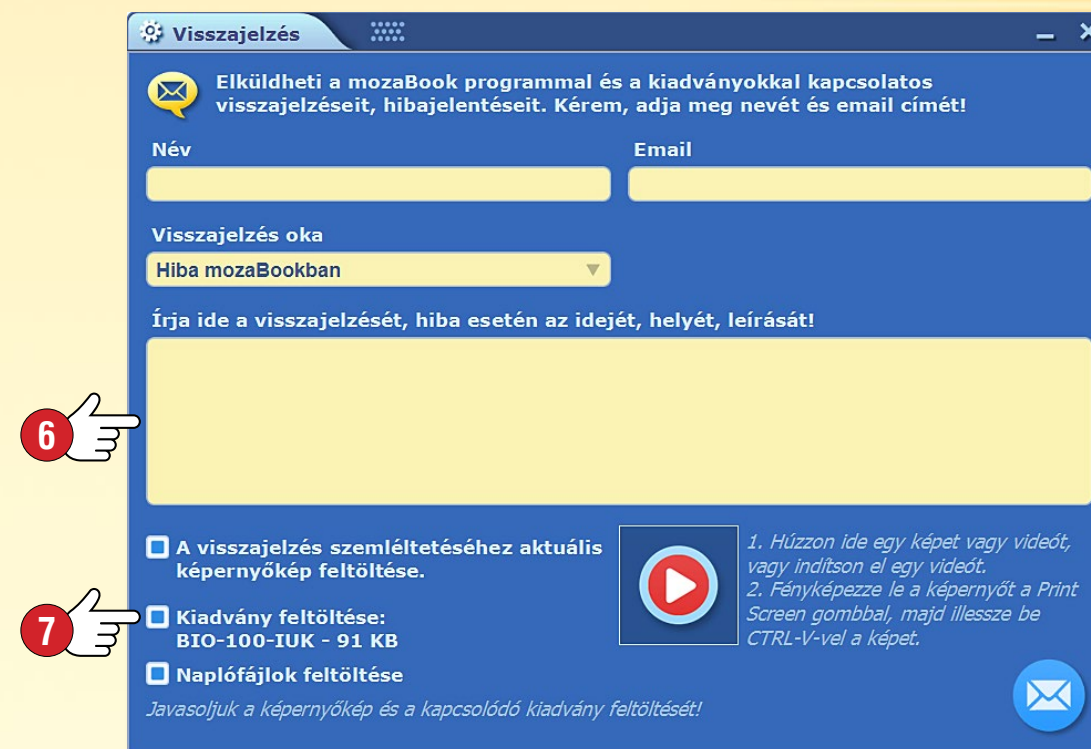 Visszajelzés
Elküldheti a mozaBook programmal és a kiadványokkal kapcsolatos
visszajelzéseit, hibajelentéseit. Kérem, adja meg nevét és email címét!
Név
Email
Visszajelzés oka
Hiba mozaBookban
Írja ide a visszajelzését, hiba esetén az idejét, helyét, leírását!
6
A visszajelzés szemléltetéséhez aktuális
képernyőkép feltöltése.
7
Kiadvány feltöltése:
BIO-100-IUK - 91 KB
Naplófájlok feltöltése
1. Húzzon ide egy képet vagy videót,
vagy indítson el egy videót.
2. Fényképezze le a képernyőt a Print
Screen gombbal, majd illessze be
CTRL-V-vel a képet.
Javasoljuk a képernyőkép és a kapcsolódó kiadvány feltöltését!